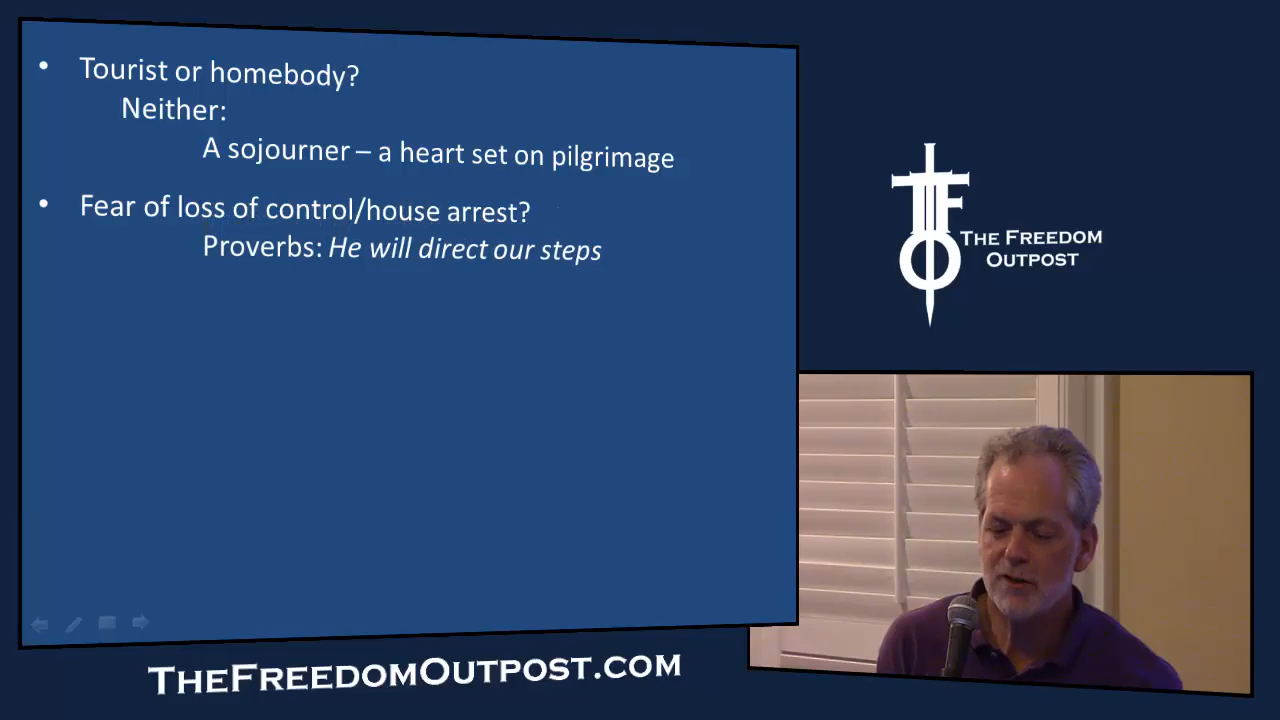 • Tourist or homebody?
Neither:
A sojourner – a heart set on pilgrimage
• Fear of loss of control/house arrest?
Proverbs: He will direct our steps
TFO
THE FREEDOM
OUTPOST
THEFREEDOMOUTPOST.COM